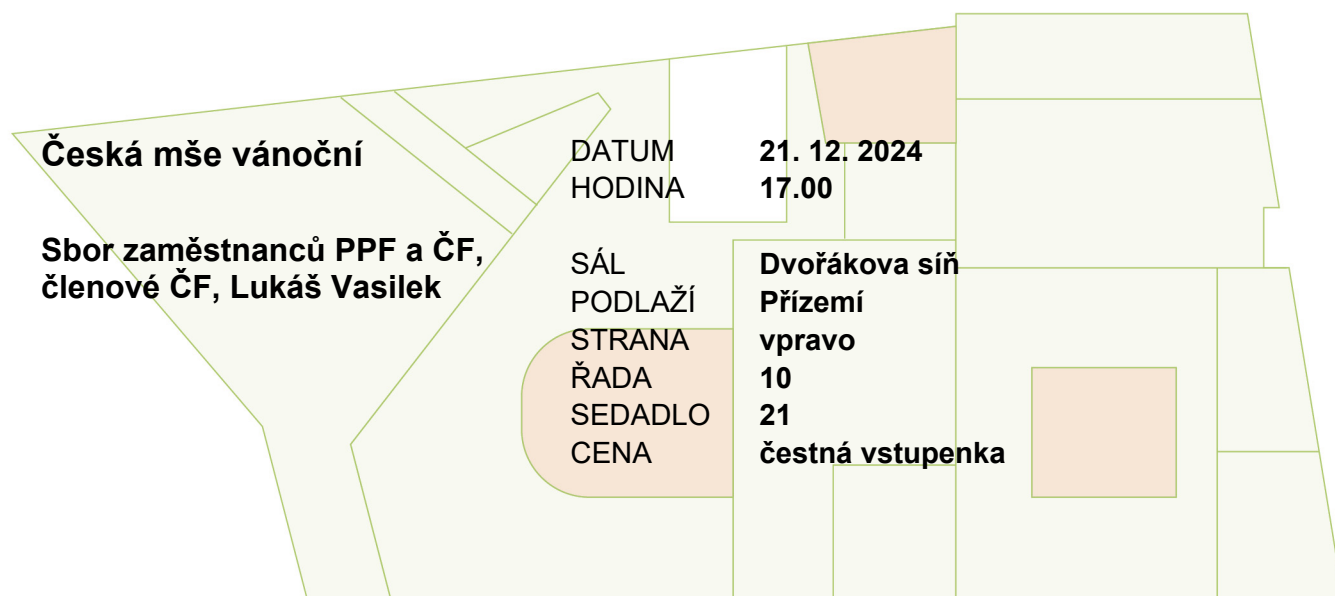 Česká mše vánoční
Sbor zaměstnanců PPF a ČF,
členové ČF, Lukáš Vasilek
DATUM 21. 12. 2024
HODINA 17.00
SÁL Dvořákova síň
PODLAŽÍ Přízemí
STRANA vpravo
ŘADA 10
SEDADLO 21
CENA čestná vstupenka